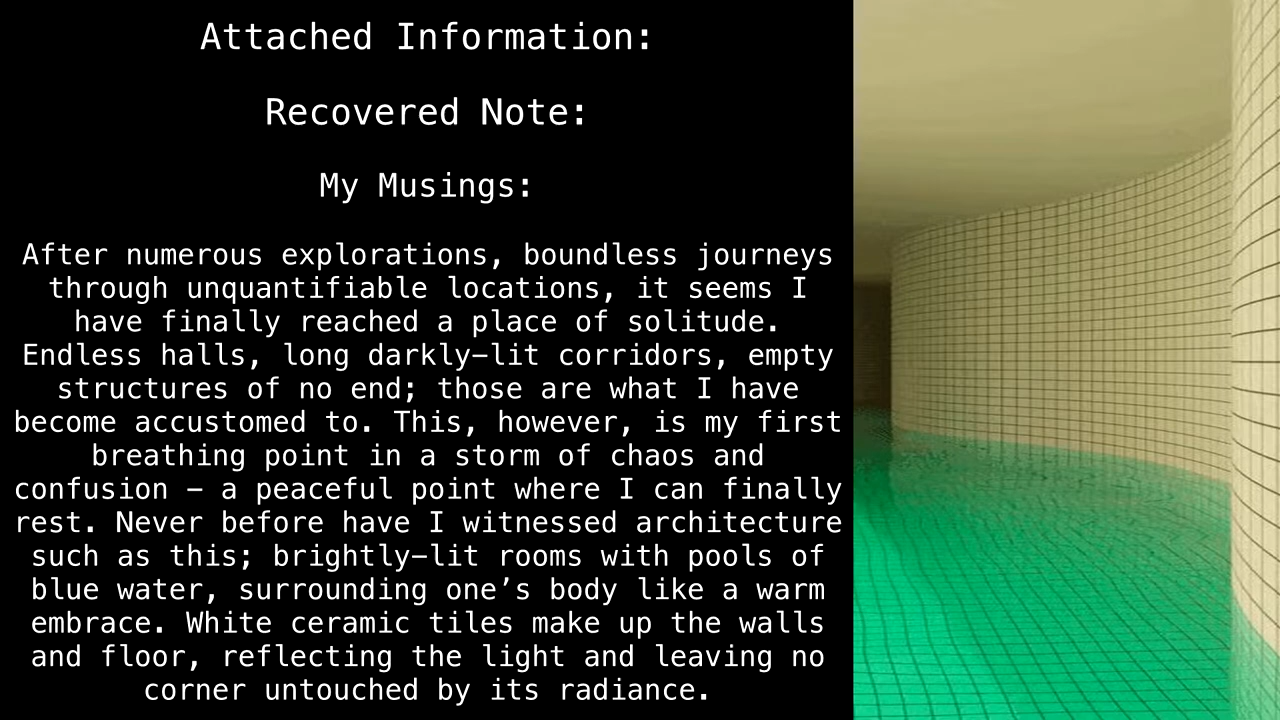 Attached Information:
Recovered Note:
My Musings:
After numerous explorations, boundless journeys
through unquantifiable locations, it seems I
have finally reached a place of solitude.
Endless halls, long darkly–lit corridors, empty
structures of no end; those are what I have
become accustomed to. This, however, is my first
breathing point in a storm of chaos and
confusion – a peaceful point where I can finally
rest. Never before have I witnessed architecture
such as this; brightly–lit rooms with pools of
blue water, surrounding one’s body like a warm
embrace. White ceramic tiles make up the walls
and floor, reflecting the light and leaving no
corner untouched by its radiance.